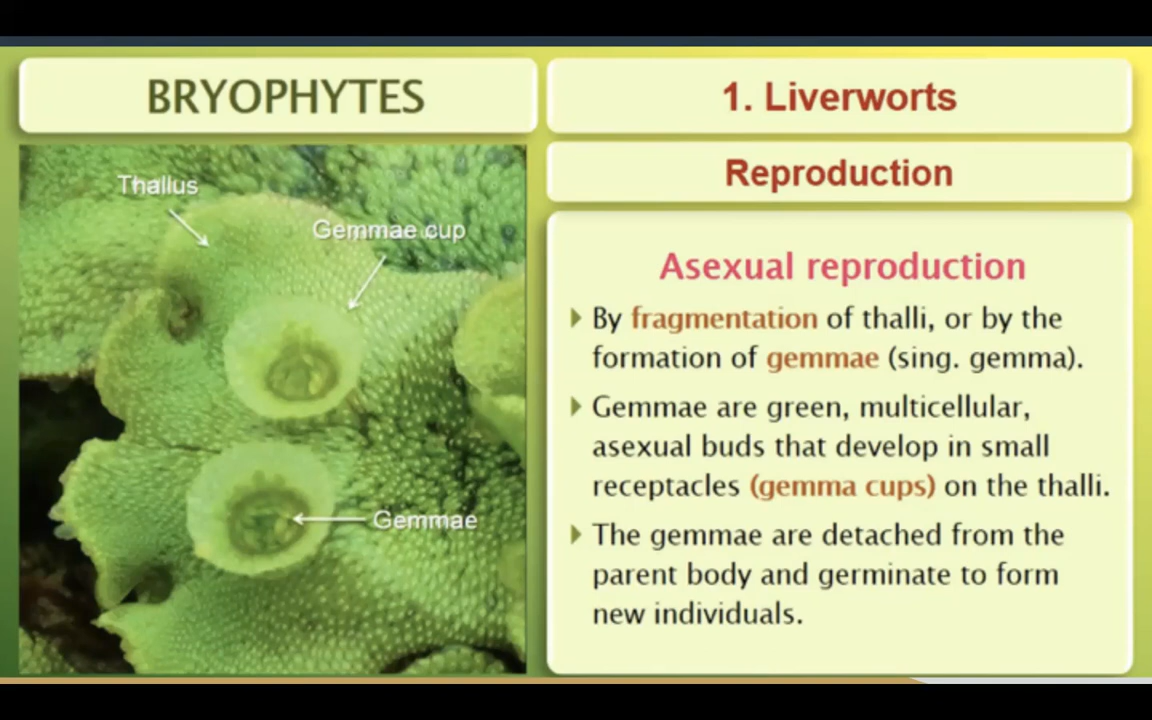 BRYOPHYTES
1. Liverworts
Reproduction
Thallus
Gemmae cup
Gemmae
Asexual reproduction
By fragmentation of thalli, or by the
formation of gemmae (sing. gemma).
Gemmae are green, multicellular,
asexual buds that develop in small
receptacles (gemma cups) on the thalli.
The gemmae are detached from the
parent body and germinate to form
new individuals.